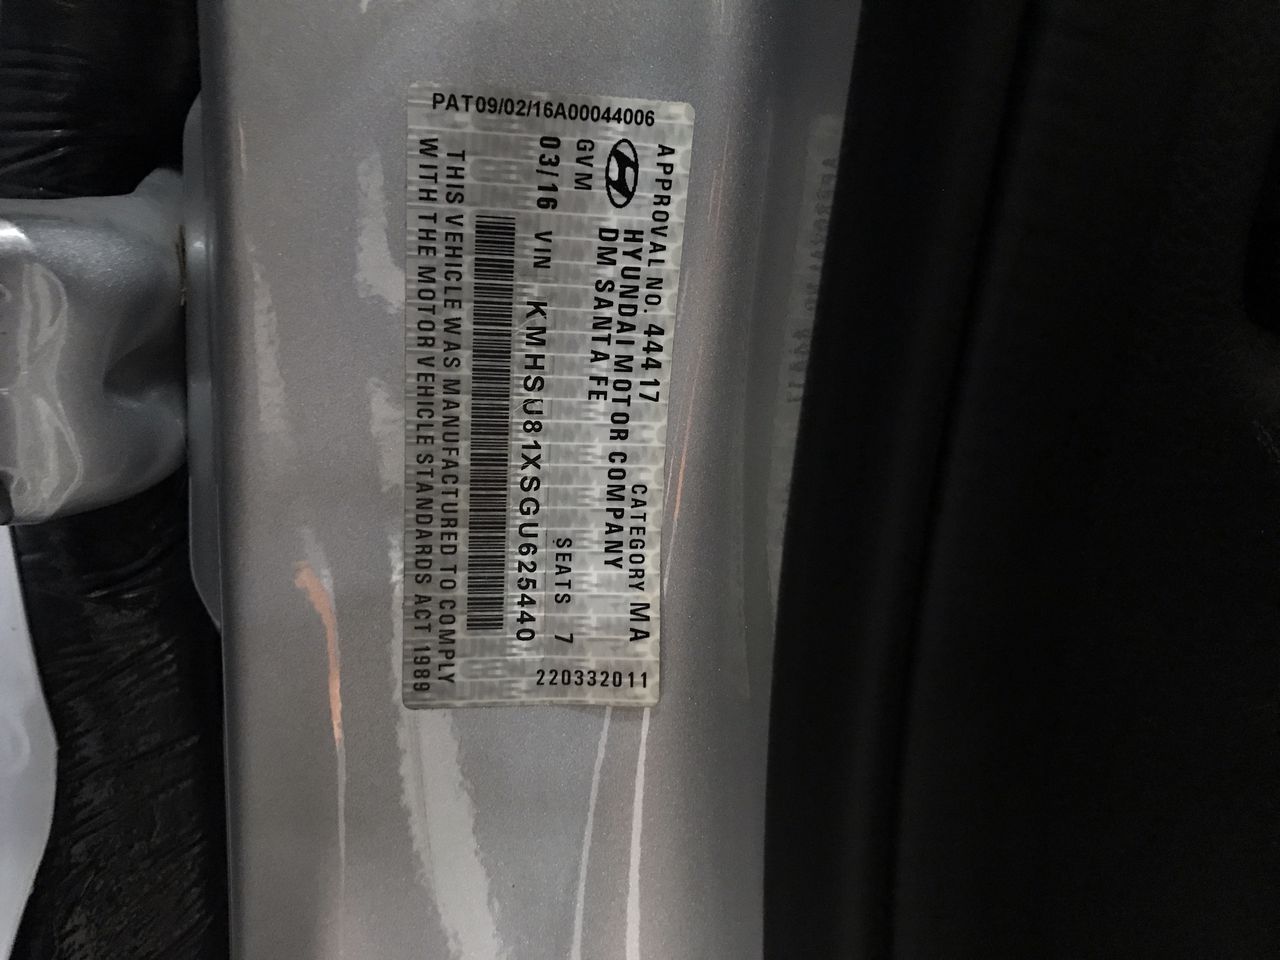 PAT09/02/16A00044006
APPROVAL NO. 44417 CATEGORY MA
HYUNDAI MOTOR COMPANY
DM SANTA FE
GVM SEATS 7
03/16 VIN KMHSU81XSGU625440
THIS VEHICLE WAS MANUFACTURED TO COMPLY
WITH THE MOTOR VEHICLE STANDARDS ACT 1989
220332011